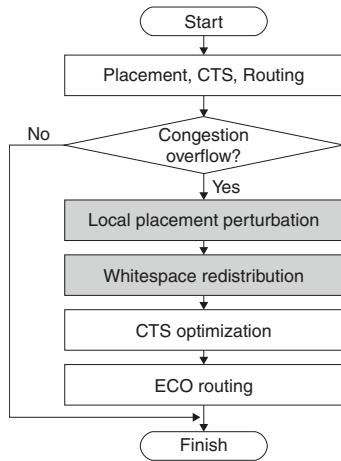 Start
Placement, CTS, Routing
No
Congestion
overflow?
Yes
Local placement perturbation
Whitespace redistribution
CTS optimization
ECO routing
Finish